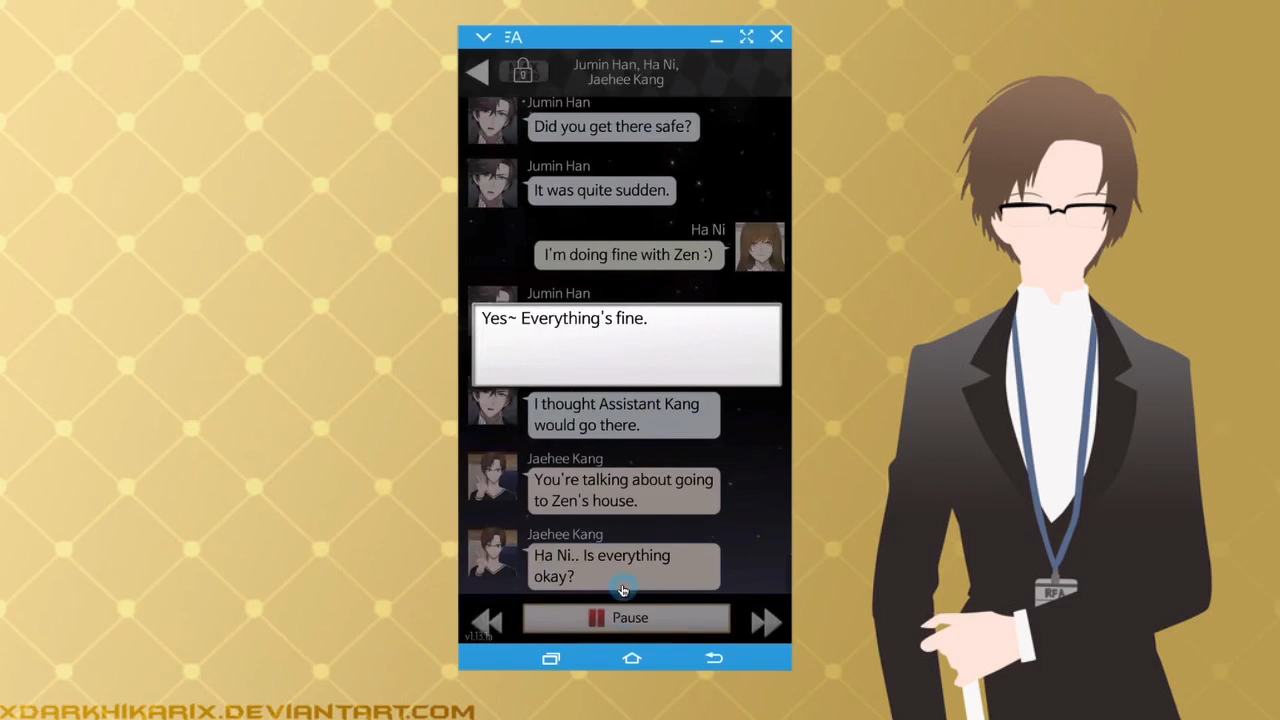 ΞA
Jumin Han, Ha Ni,
Jaehee Kang
Jumin Han
Did you get there safe?
Jumin Han
It was quite sudden.
Ha Ni
I'm doing fine with Zen :)
Jumin Han
Yes~ Everything's fine.
I thought Assistant Kang
would go there.
Jaehee Kang
You're talking about going
to Zen's house.
Jaehee Kang
Ha Ni.. Is everything
okay?
Pause
RFA
XDARKHIKARIX.DEVIANTART.COM